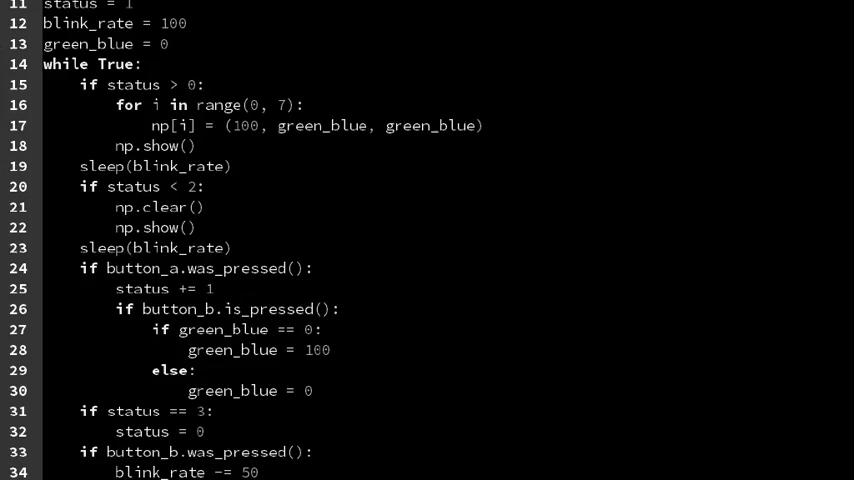 11 status = 1
12 blink_rate = 100
13 green_blue = 0
14 while True:
15     if status > 0:
16         for i in range(0, 7):
17             np[i] = (100, green_blue, green_blue)
18         np.show()
19     sleep(blink_rate)
20     if status < 2:
21         np.clear()
22         np.show()
23     sleep(blink_rate)
24     if button_a.was_pressed():
25         status += 1
26         if button_b.is_pressed():
27             if green_blue == 0:
28                 green_blue = 100
29             else:
30                 green_blue = 0
31     if status == 3:
32         status = 0
33     if button_b.was_pressed():
34         blink_rate -= 50